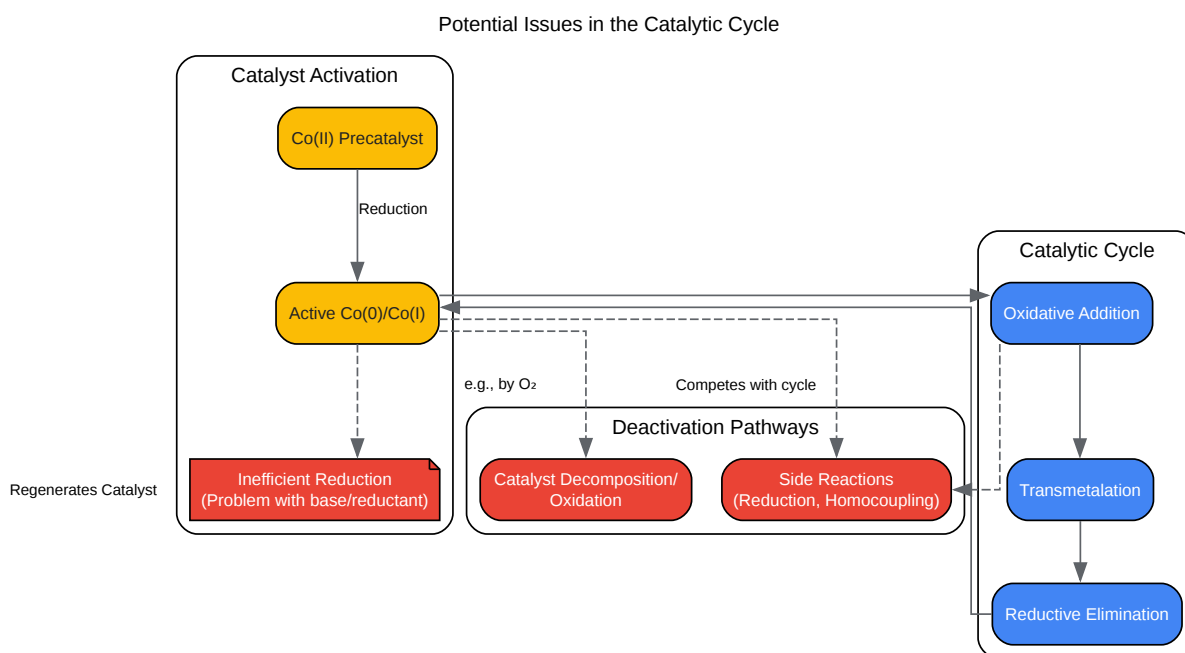 Potential Issues in the Catalytic Cycle
Catalyst Activation
Co(II) Precatalyst
Reduction
Active Co(0)/Co(I)
Inefficient Reduction
(Problem with base/reductant)
Regenerates Catalyst
e.g., by O₂
Competes with cycle
Deactivation Pathways
Catalyst Decomposition/
Oxidation
Side Reactions
(Reduction, Homocoupling)
Catalytic Cycle
Oxidative Addition
Transmetalation
Reductive Elimination